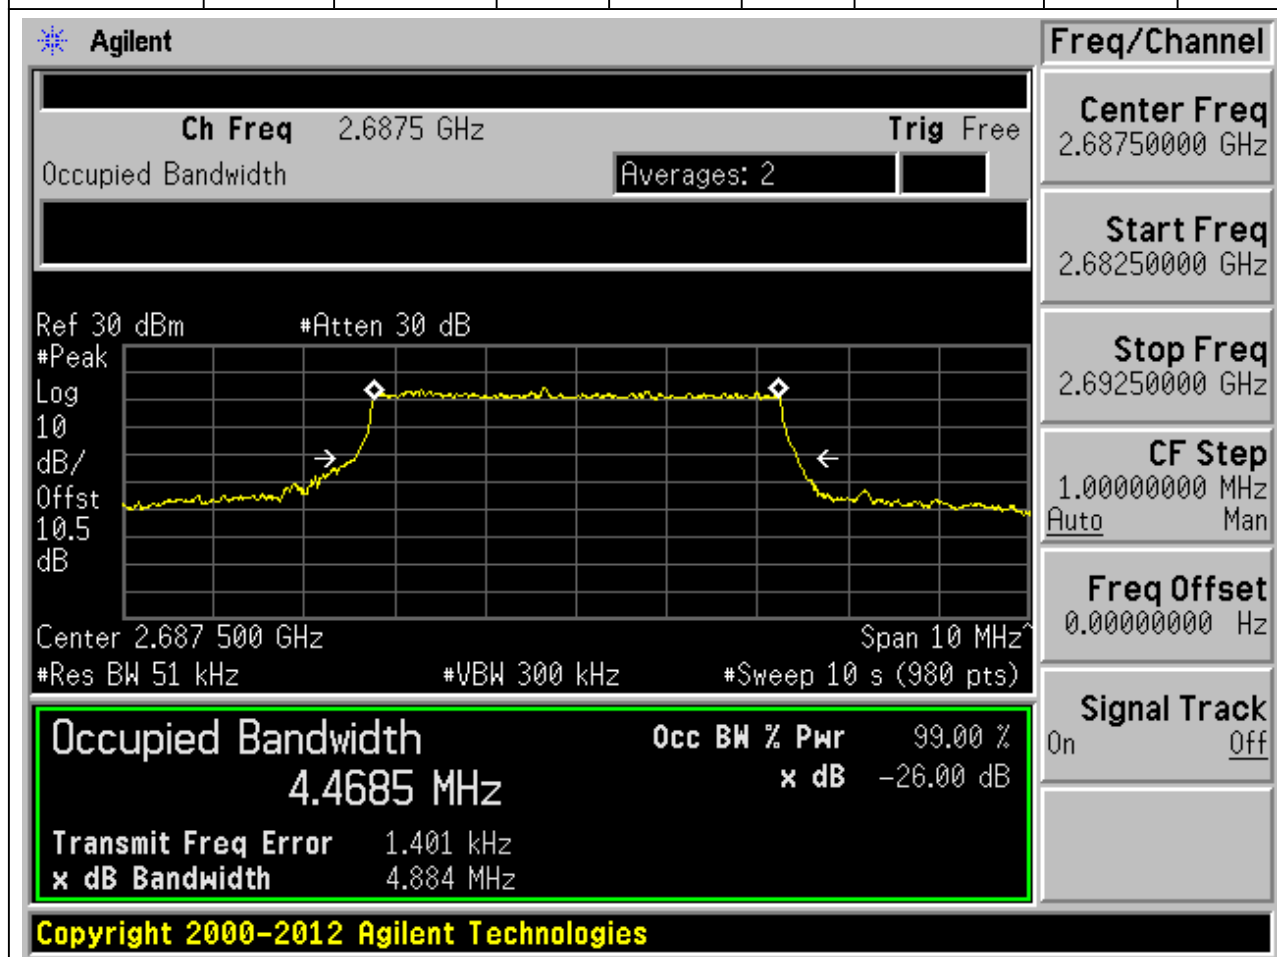 Agilent
Freq/Channel
Ch Freq 2.6875 GHz Trig Free
Occupied Bandwidth Averages: 2
Ref 30 dBm #Atten 30 dB
#Peak
Log
10
dB/
Offst
10.5
dB
Center 2.687 500 GHz Span 10 MHz^
#Res BW 51 kHz #VBW 300 kHz #Sweep 10 s (980 pts)
Occupied Bandwidth Occ BW % Pwr 99.00 %
4.4685 MHz x dB -26.00 dB
Transmit Freq Error 1.401 kHz
x dB Bandwidth 4.884 MHz
Copyright 2000-2012 Agilent Technologies
Center Freq
2.68750000 GHz
Start Freq
2.68250000 GHz
Stop Freq
2.69250000 GHz
CF Step
1.00000000 MHz
Auto Man
Freq Offset
0.00000000 Hz
Signal Track
On Off